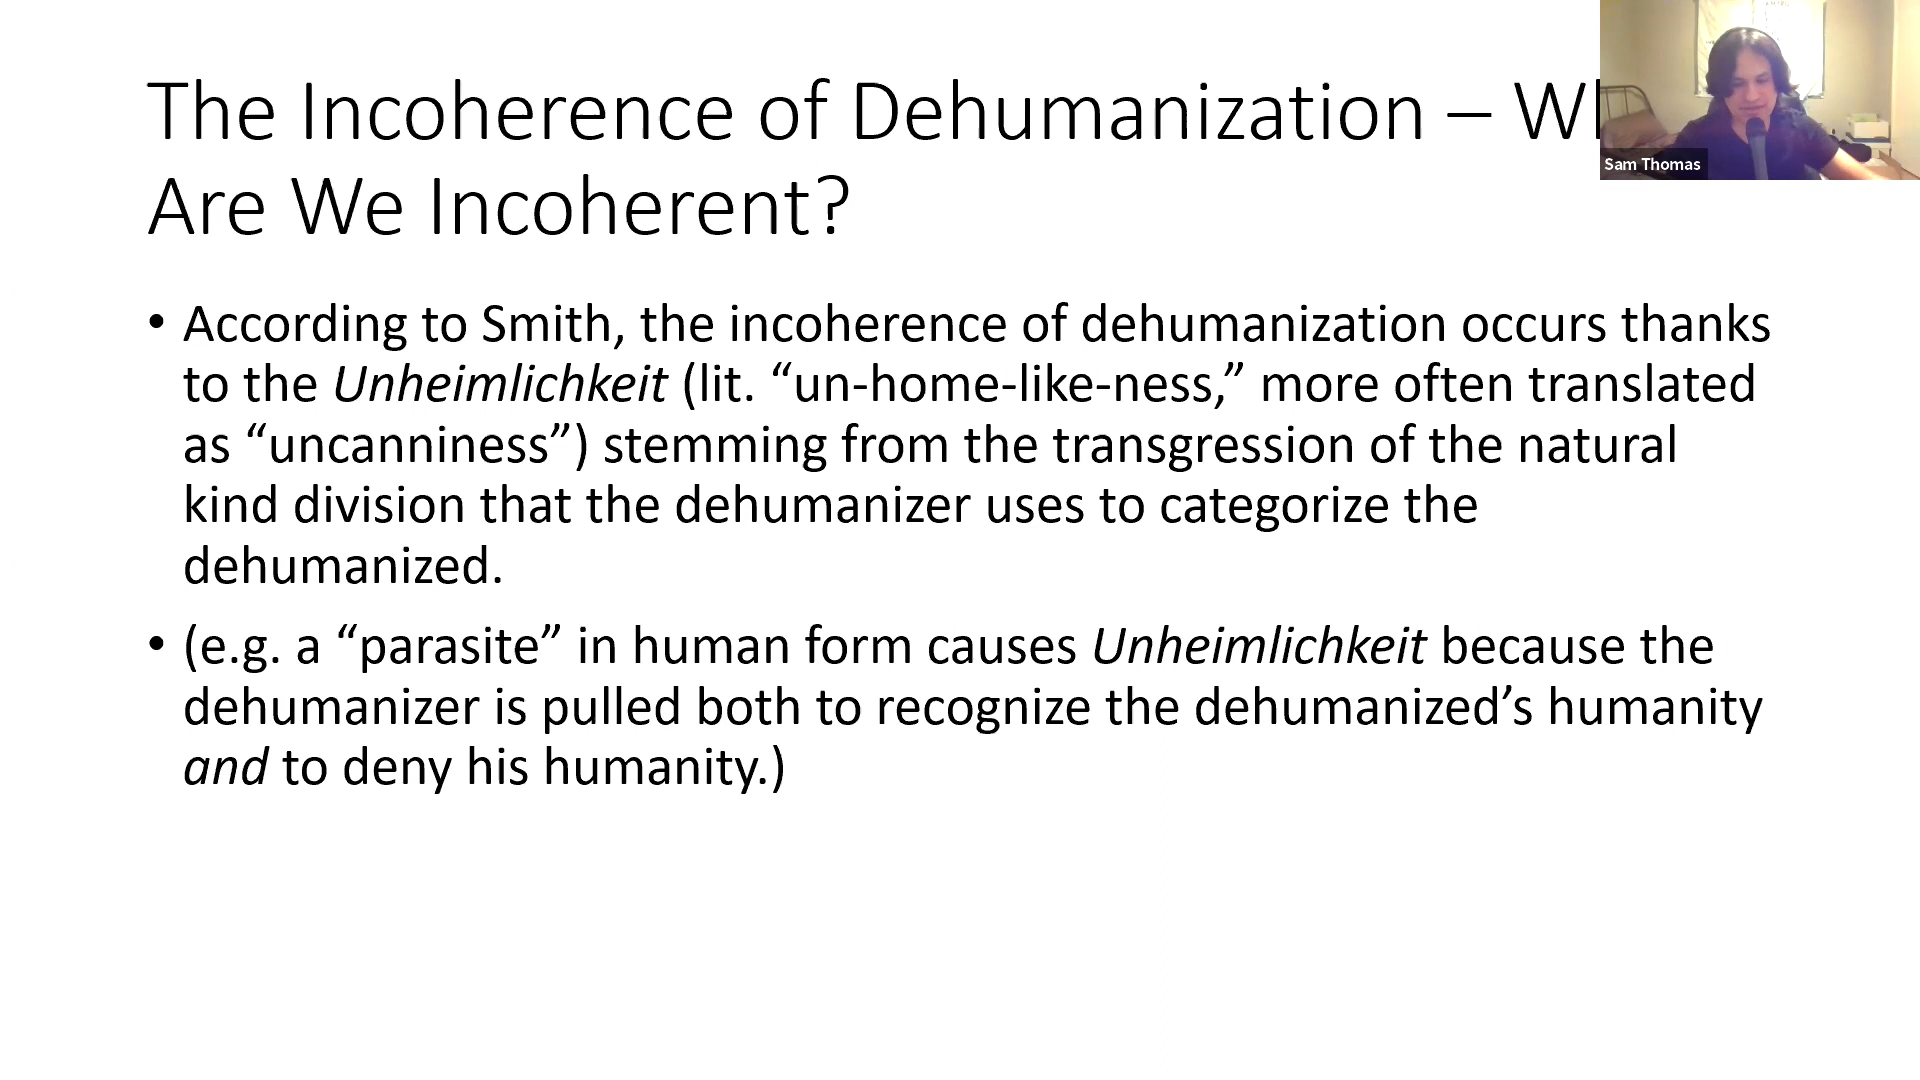 The Incoherence of Dehumanization –
Are We Incoherent?
Sam Thomas
• According to Smith, the incoherence of dehumanization occurs thanks
to the Unheimlichkeit (lit. “un-home-like-ness,” more often translated
as “uncanniness”) stemming from the transgression of the natural
kind division that the dehumanizer uses to categorize the
dehumanized.
• (e.g. a “parasite” in human form causes Unheimlichkeit because the
dehumanizer is pulled both to recognize the dehumanized’s humanity
and to deny his humanity.)